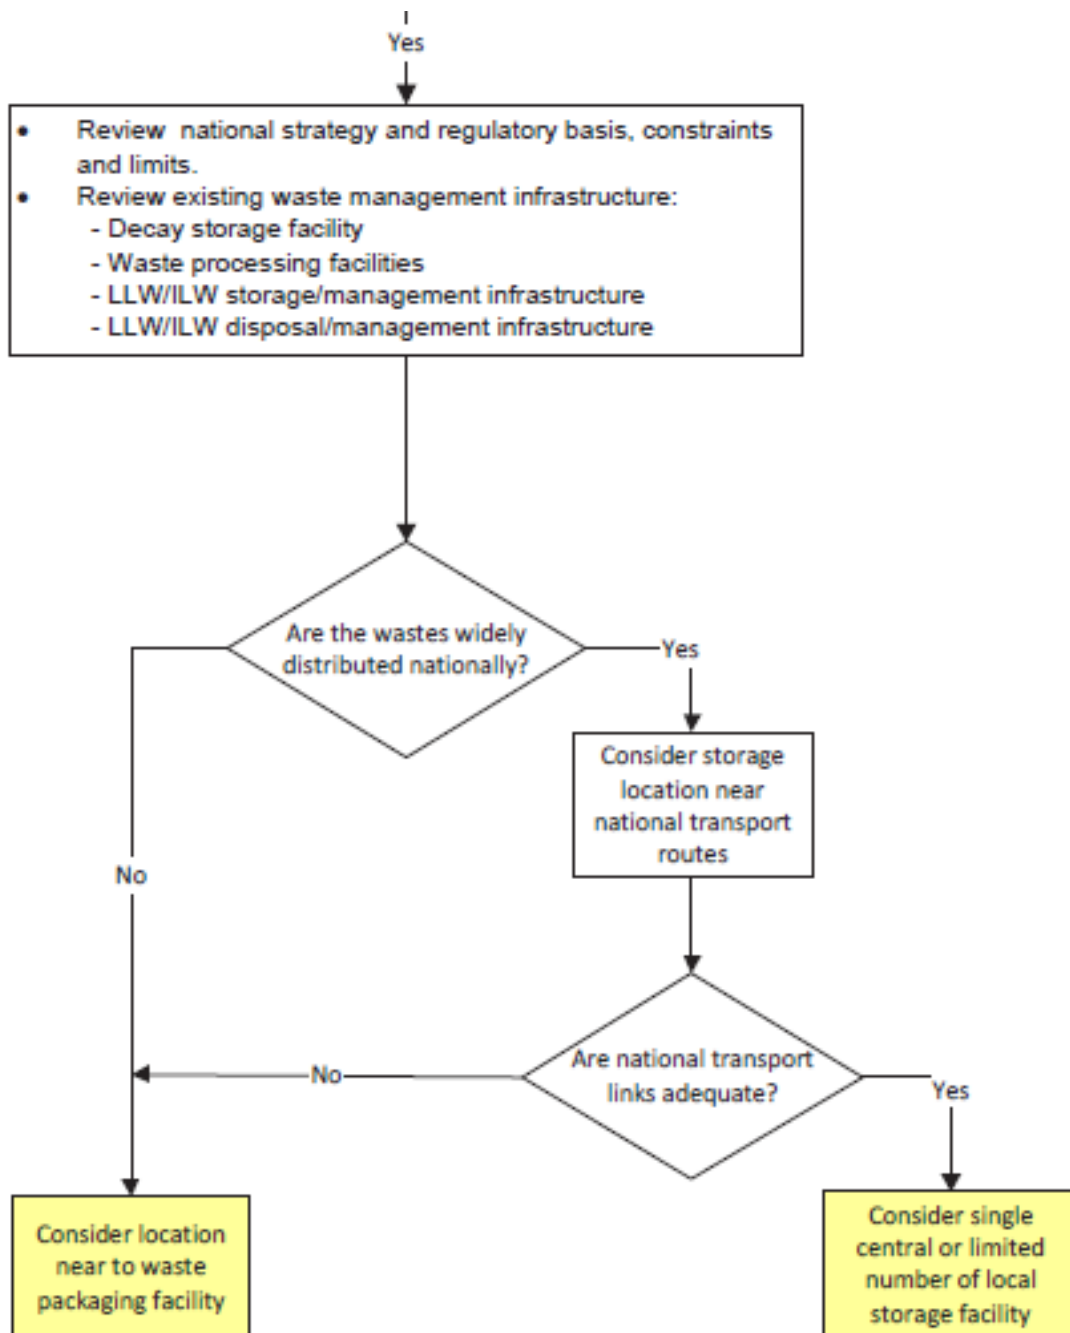 Yes
• Review national strategy and regulatory basis, constraints
and limits.
• Review existing waste management infrastructure:
- Decay storage facility
- Waste processing facilities
- LLW/ILW storage/management infrastructure
- LLW/ILW disposal/management infrastructure
Are the wastes widely
distributed nationally?
Yes
Consider storage
location near
national transport
routes
No
Are national transport
links adequate?
No
Yes
Consider location
near to waste
packaging facility
Consider single
central or limited
number of local
storage facility